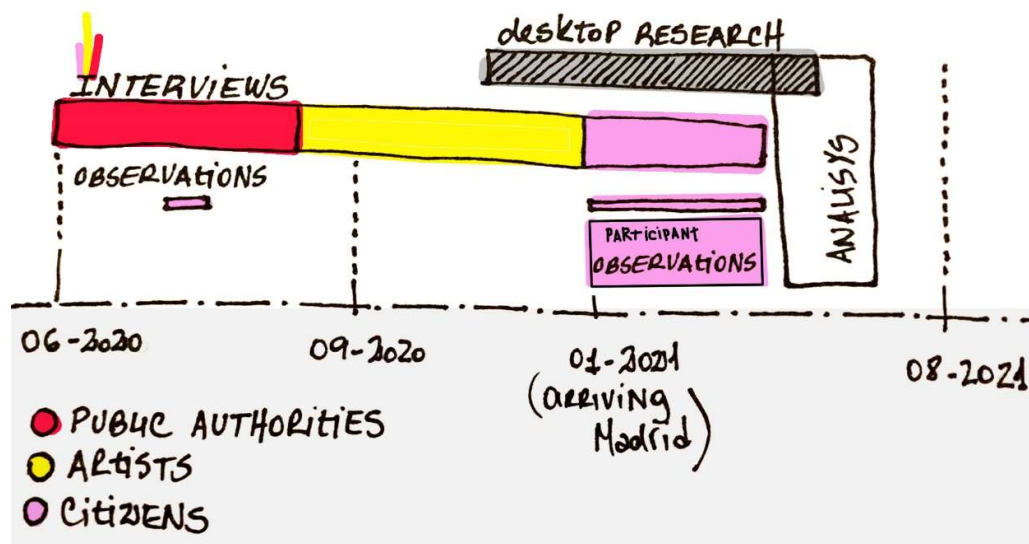 desktop RESEARCH
INTERVIEWS
OBSERVATIONS
PARTICIPANT
OBSERVATIONS
ANALISYS
06-2020
09-2020
01-2021
(arriving
Madrid)
08-2021
PUBLIC AUTHORITIES
ARTISTS
CITIZENS